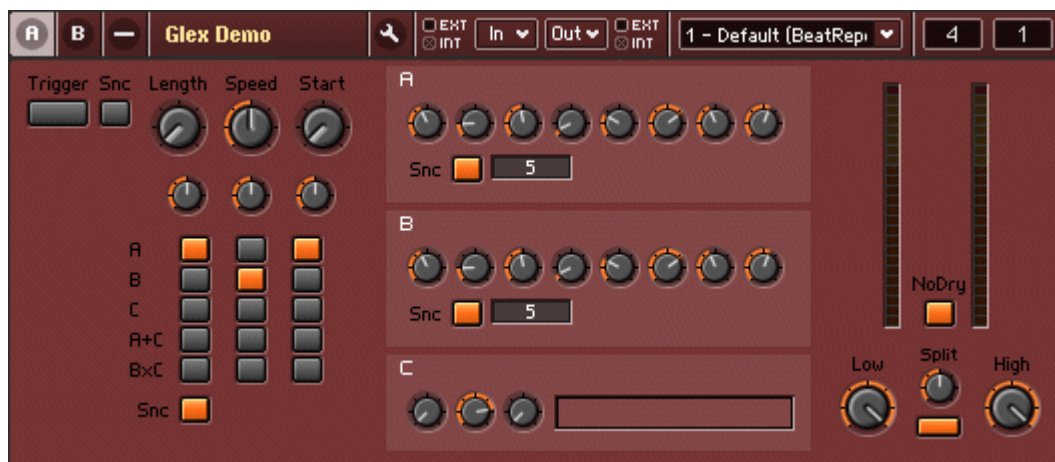 A B Glex Demo EXT INT In Out EXT INT 1 - Default (BeatRep 4 1
Trigger Snc Length Speed Start
A
B
C
A+C
BxC
Snc
A
Snc 5
B
Snc 5
C
NoDry
Low Split High